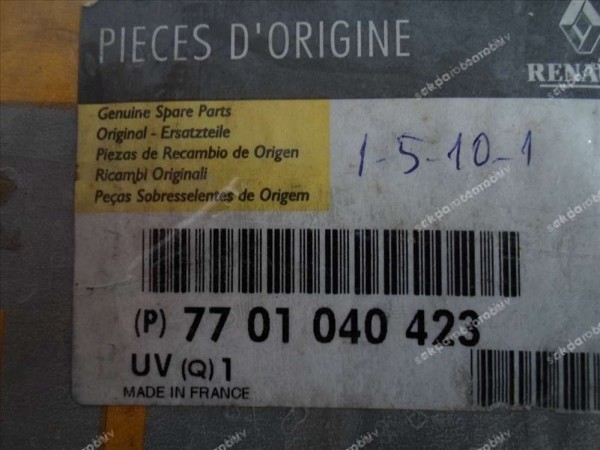 PIECES D'ORIGINE
RENAU
Genuine Spare Parts
Original - Ersatzteile
Piezas de Recambio de Origen
Ricambi Originali
Peças Sobresselentes de Origem
1-5-10-1
(P) 77 01 040 423
UV (Q) 1
MADE IN FRANCE